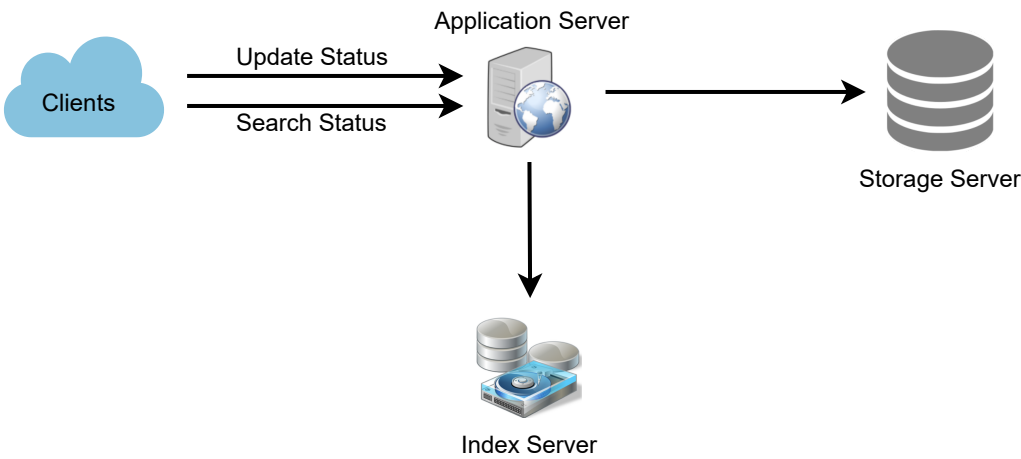 Application Server
Update Status
Clients
Search Status
Storage Server
Index Server